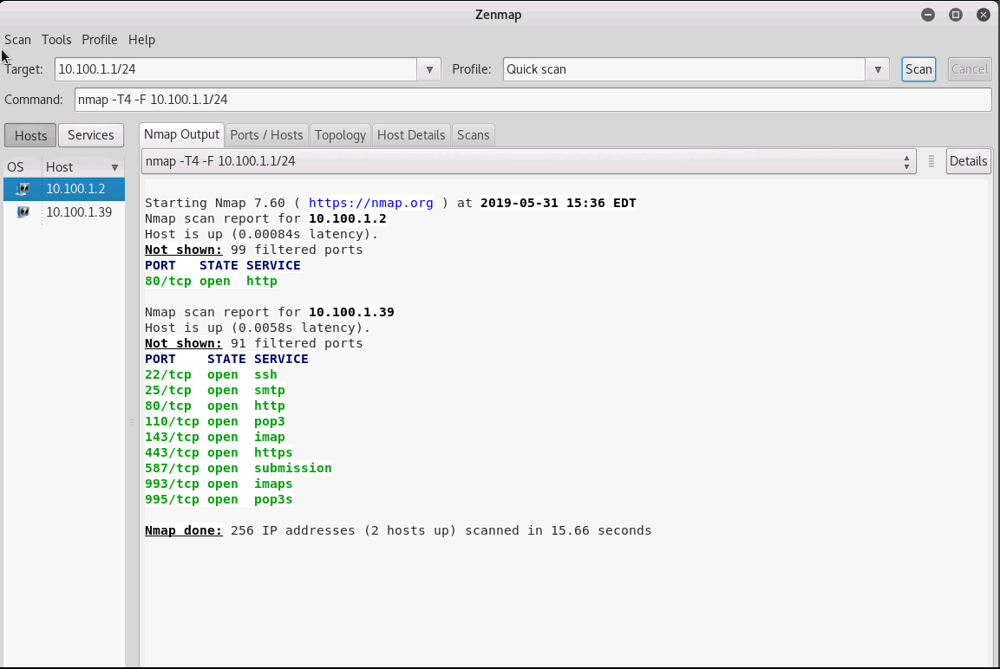 Zenmap
Scan Tools Profile Help
Target: 10.100.1.1/24 Profile: Quick scan Scan Cancel
Command: nmap -T4 -F 10.100.1.1/24
Hosts Services
OS Host
10.100.1.2
10.100.1.39
Nmap Output Ports / Hosts Topology Host Details Scans
nmap -T4 -F 10.100.1.1/24 Details
Starting Nmap 7.60 ( https://nmap.org ) at 2019-05-31 15:36 EDT
Nmap scan report for 10.100.1.2
Host is up (0.00084s latency).
Not shown: 99 filtered ports
PORT   STATE SERVICE
80/tcp open  http
Nmap scan report for 10.100.1.39
Host is up (0.0058s latency).
Not shown: 91 filtered ports
PORT    STATE SERVICE
22/tcp  open  ssh
25/tcp  open  smtp
80/tcp  open  http
110/tcp open  pop3
143/tcp open  imap
443/tcp open  https
587/tcp open  submission
993/tcp open  imaps
995/tcp open  pop3s
Nmap done: 256 IP addresses (2 hosts up) scanned in 15.66 seconds